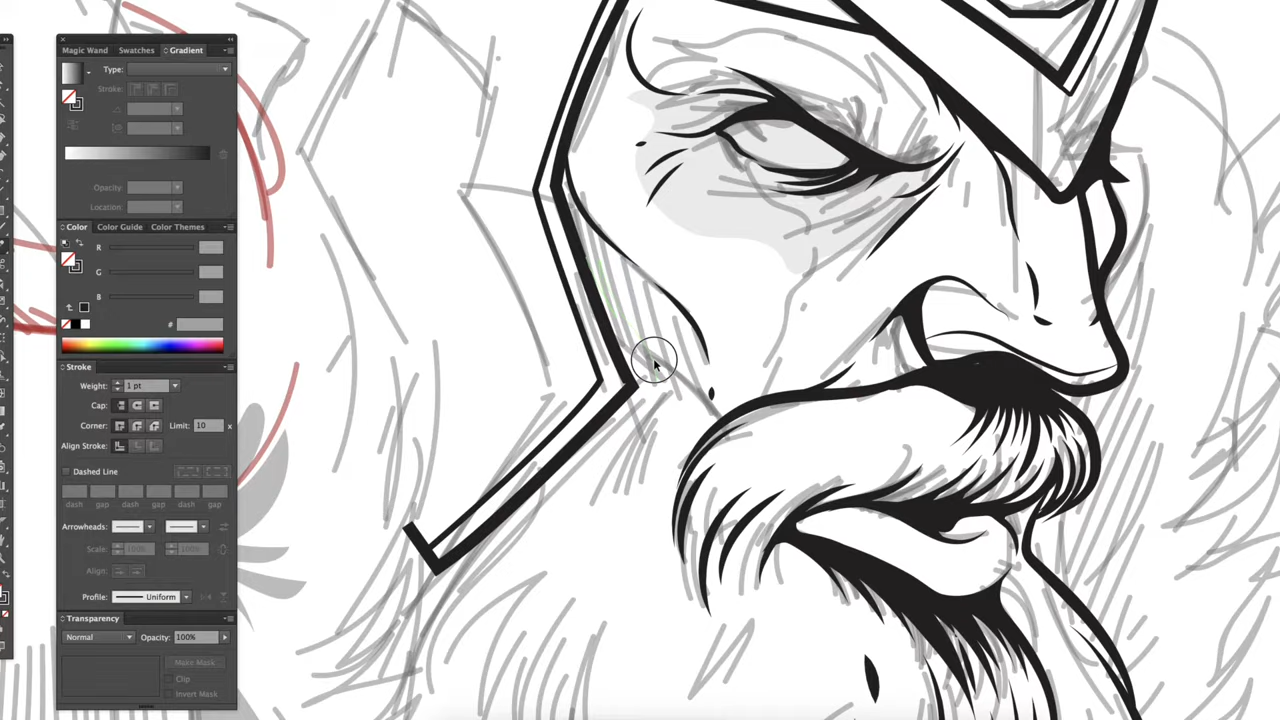 Magic Wand Swatches Gradient
Type:
Stroke:
Opacity:
Location:
Color Color Guide Color Themes
R
G
B
#
Stroke
Weight: 1 pt
Cap:
Corner: Limit: 10 x
Align Stroke:
Dashed Line
dash gap dash gap dash gap
Arrowheads:
Scale: 100% 100%
Align:
Profile: Uniform
Transparency
Normal Opacity: 100%
Make Mask
Clip
Invert Mask